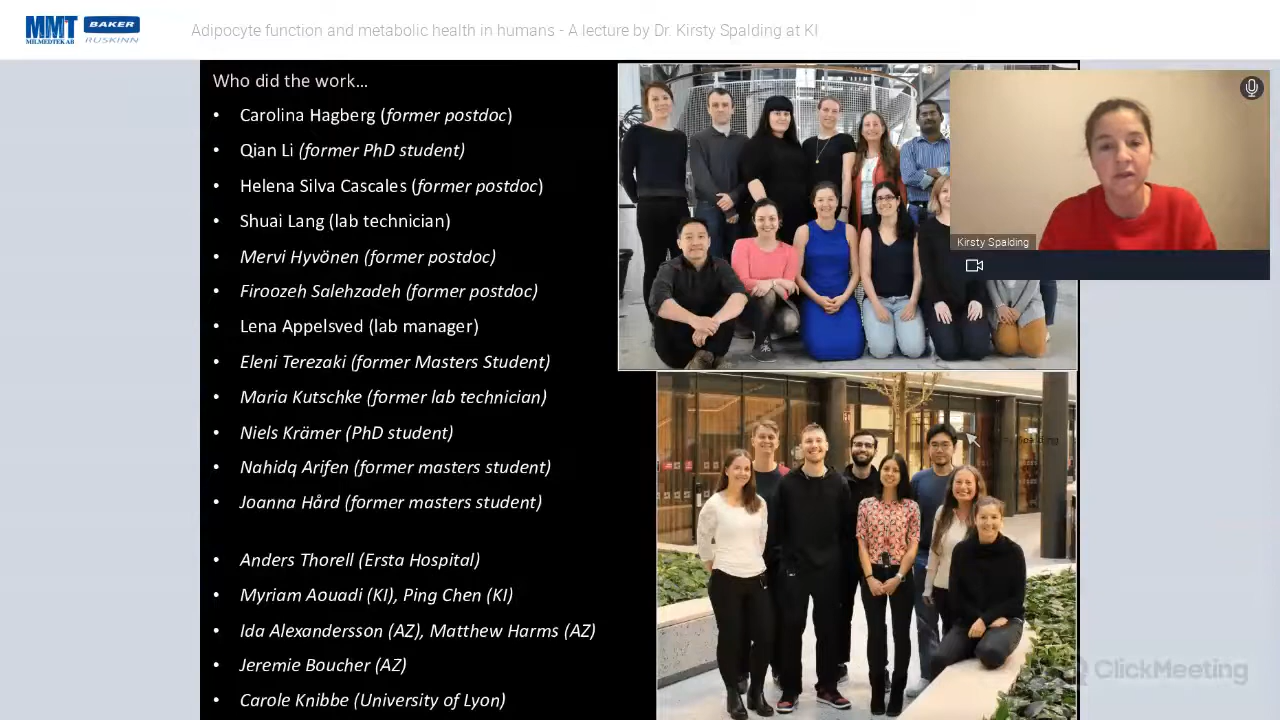 MMT
MILMEDTEK AB
BAKER
RUSKINN
Adipocyte function and metabolic health in humans - A lecture by Dr. Kirsty Spalding at KI
Who did the work...
• Carolina Hagberg (former postdoc)
• Qian Li (former PhD student)
• Helena Silva Cascales (former postdoc)
• Shuai Lang (lab technician)
• Mervi Hyvönen (former postdoc)
• Firoozeh Salehzadeh (former postdoc)
• Lena Appelsved (lab manager)
• Eleni Terezaki (former Masters Student)
• Maria Kutschke (former lab technician)
• Niels Krämer (PhD student)
• Nahidq Arifen (former masters student)
• Joanna Hård (former masters student)
• Anders Thorell (Ersta Hospital)
• Myriam Aouadi (KI), Ping Chen (KI)
• Ida Alexandersson (AZ), Matthew Harms (AZ)
• Jeremie Boucher (AZ)
• Carole Knibbe (University of Lyon)
Kirsty Spalding
ClickMeeting